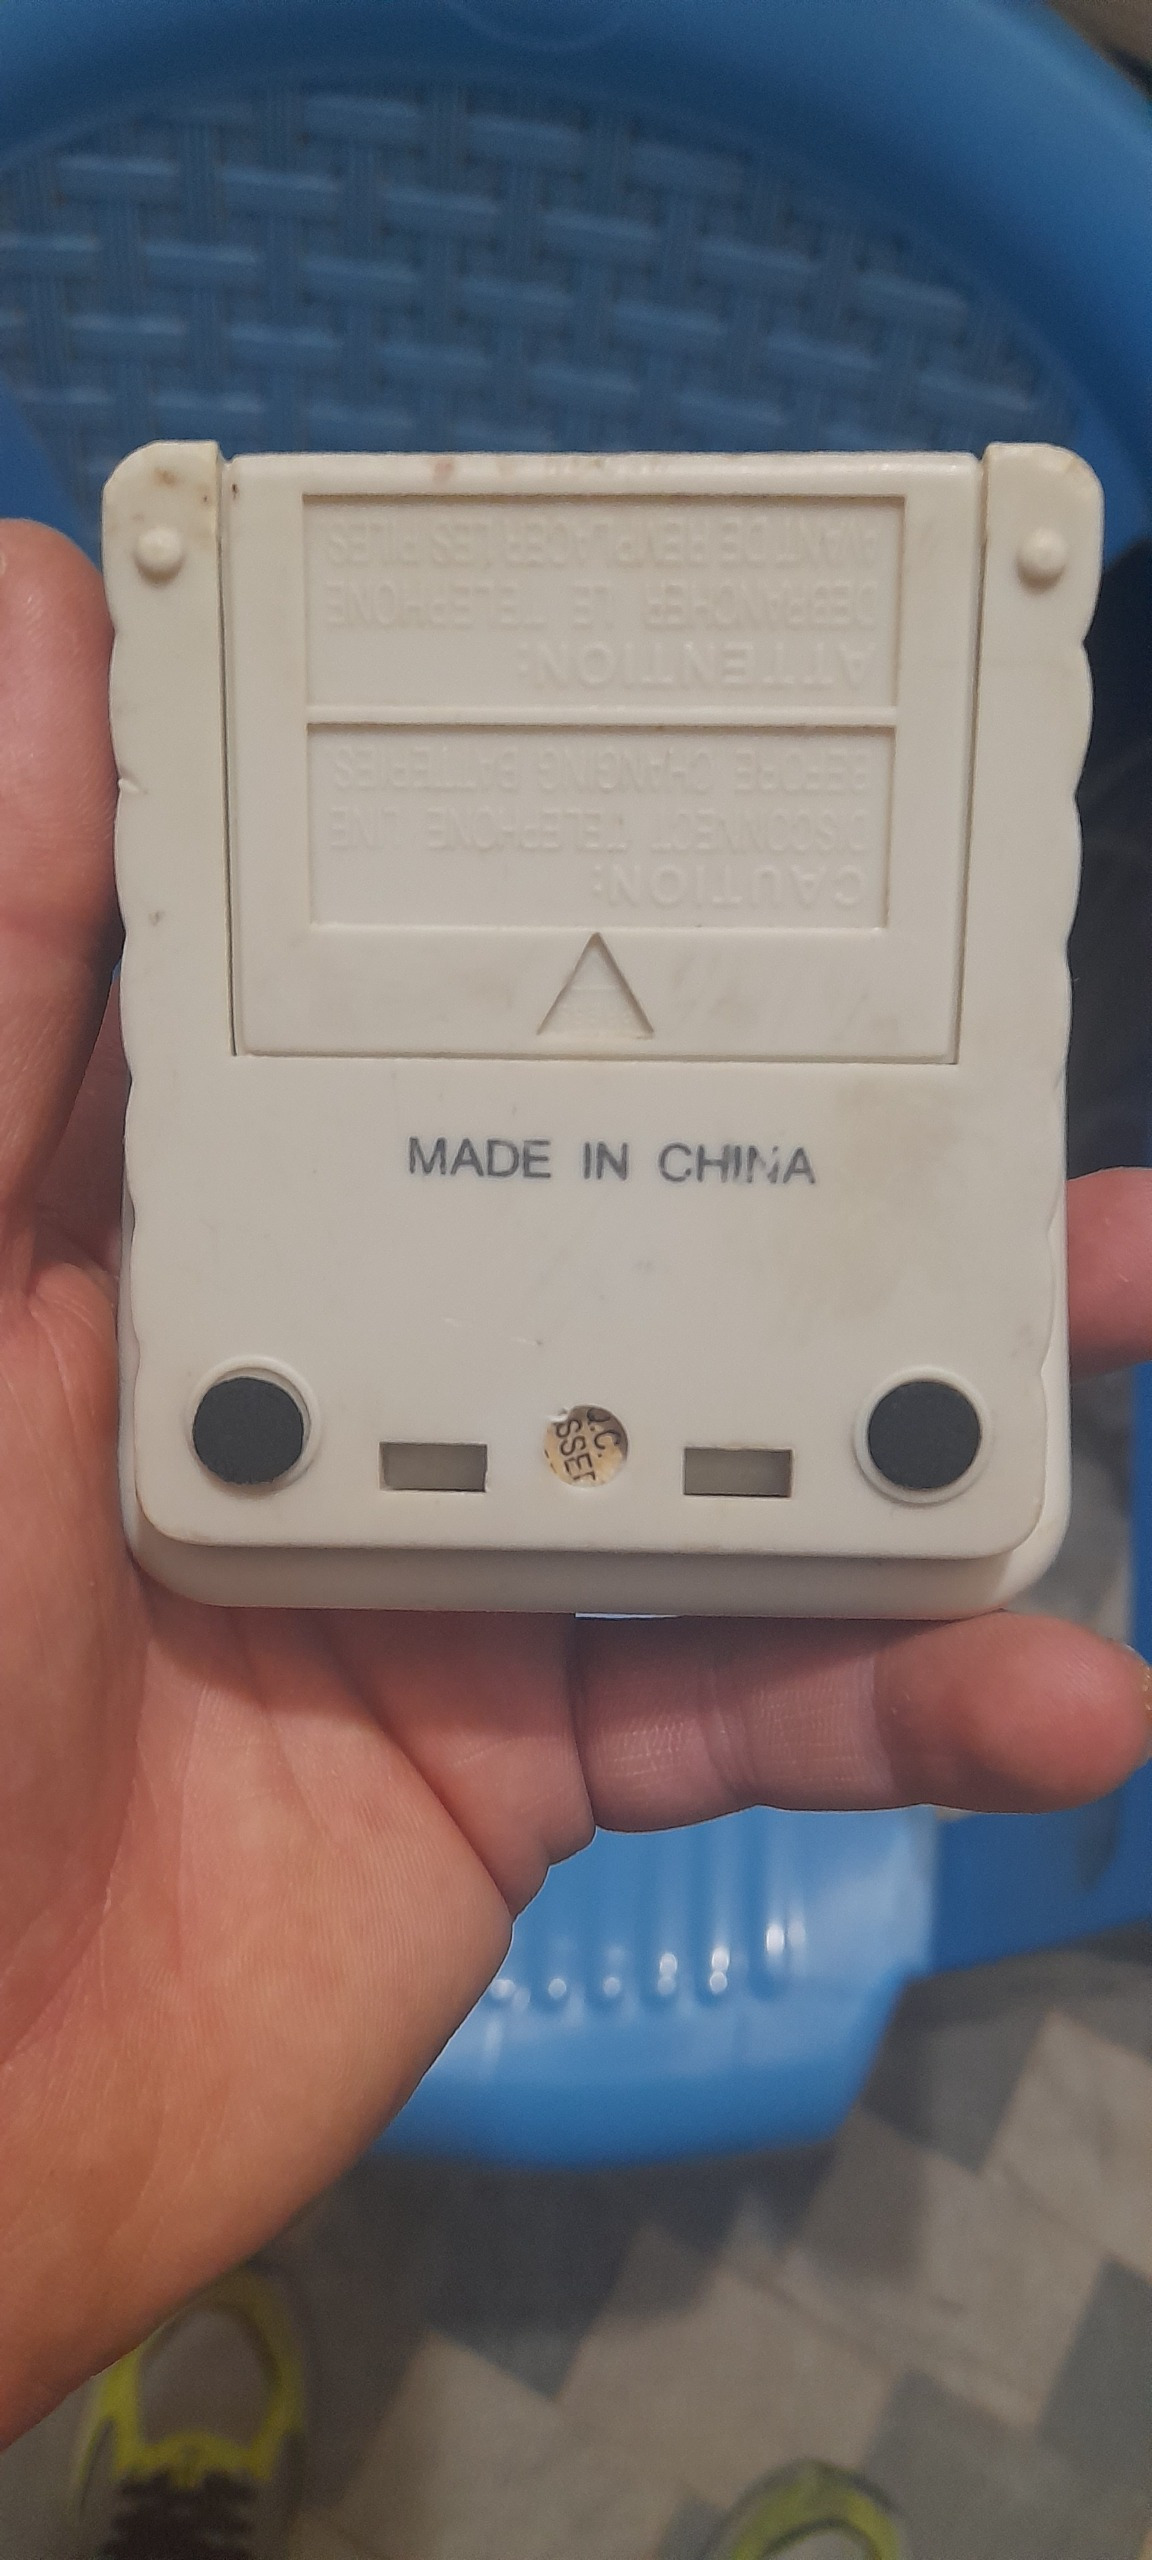 CAUTION:
DISCONNECT TELEPHONE LINE
BEFORE CHANGING BATTERIES
ATTENTION:
DEBRANCHER LE TELEPHONE
AVANT DE REMPLACER LES PILES
MADE IN CHINA
Q.C.